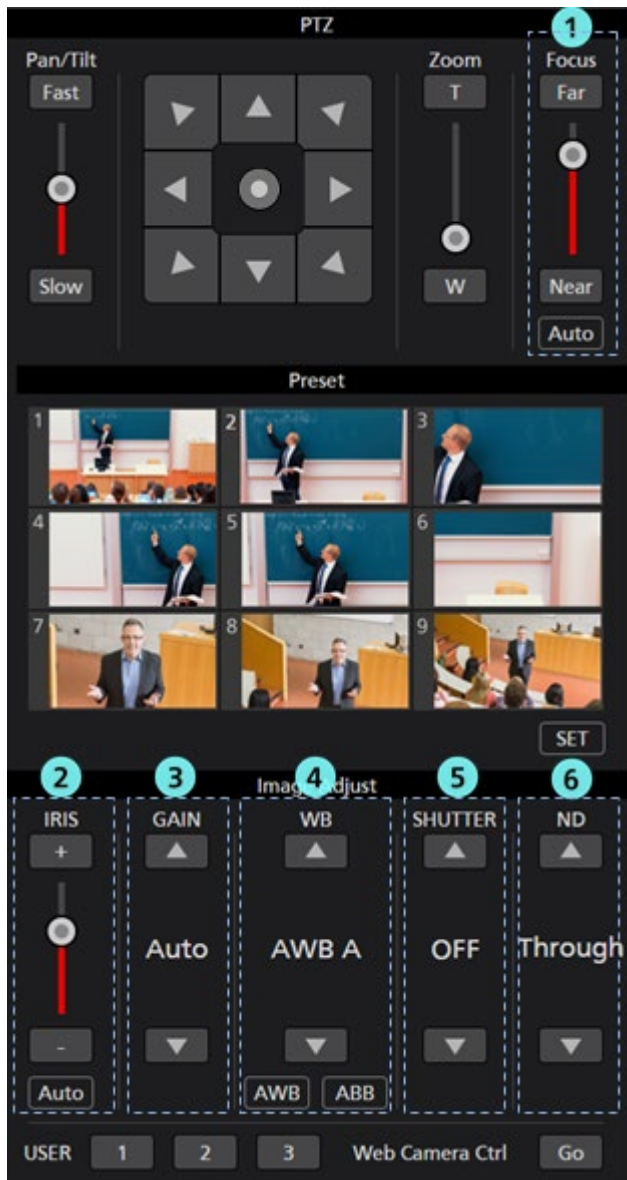 PTZ
1
Pan/Tilt Zoom Focus
Fast T Far
Slow W Near
Auto
Preset
1 2 3
4 5 6
7 8 9
SET
2 3 4 5 6
Image Adjust
IRIS GAIN WB SHUTTER ND
+
Auto AWB A OFF Through
-
Auto AWB ABB
USER 1 2 3 Web Camera Ctrl Go